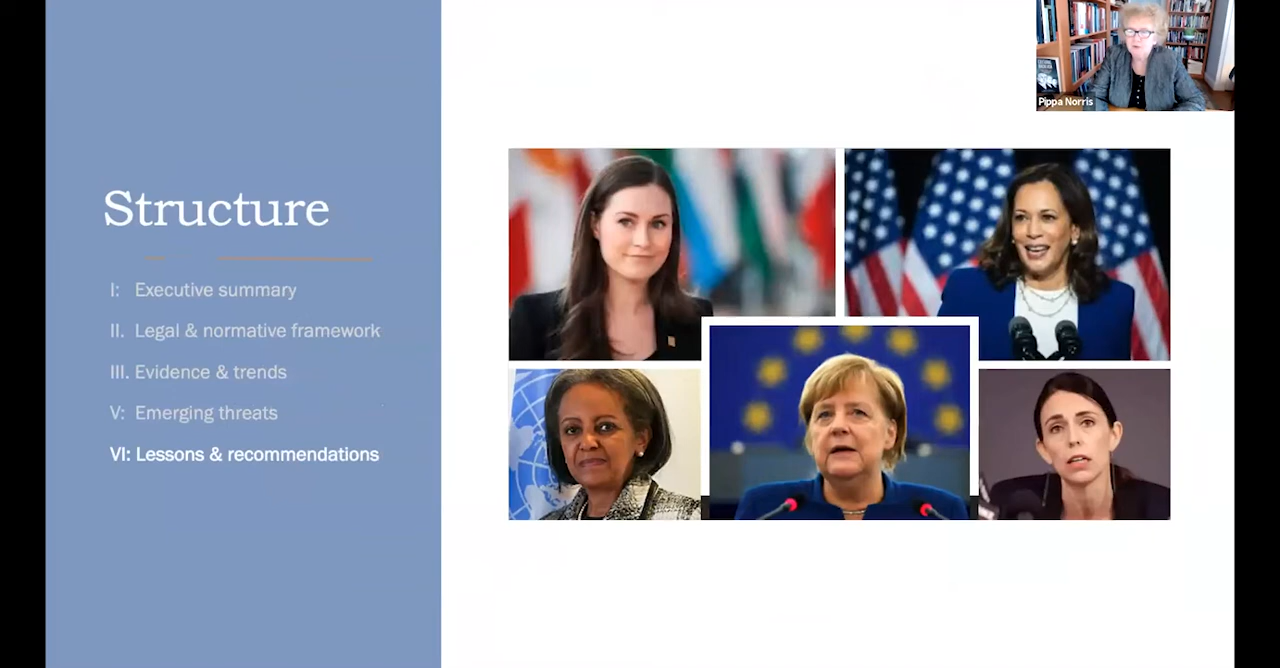 Structure
I: Executive summary
II. Legal & normative framework
III. Evidence & trends
V: Emerging threats
VI: Lessons & recommendations
Pippa Norris